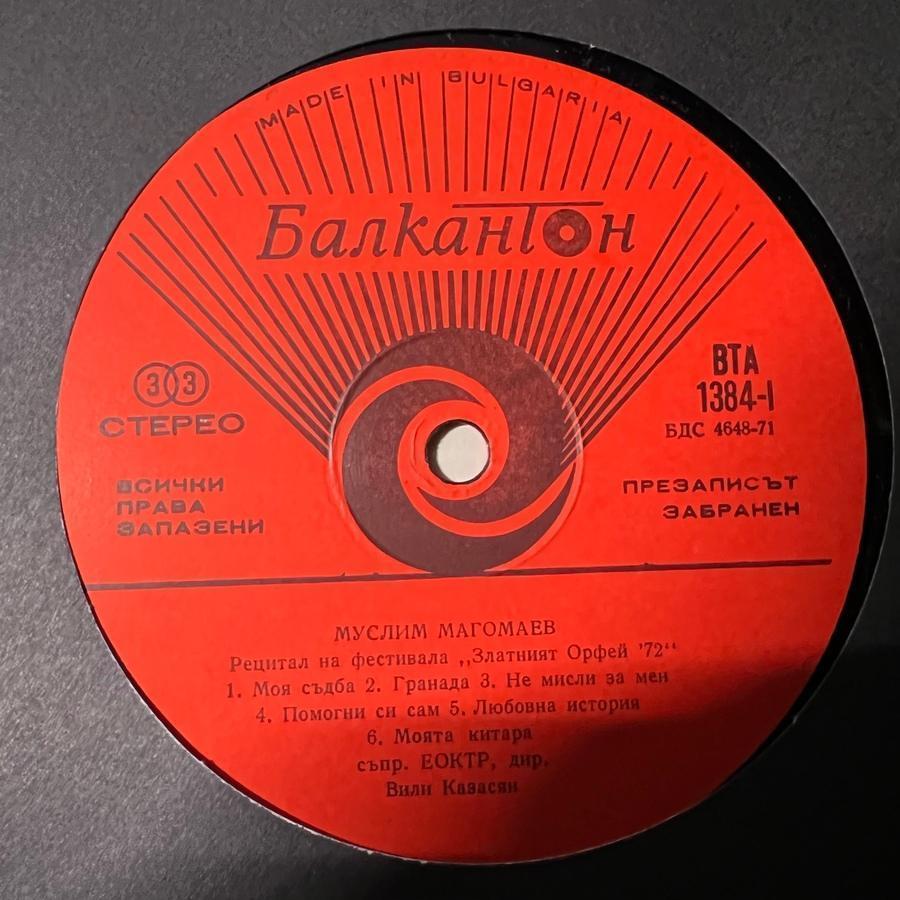 MADE IN BULGARIA
Балкантон
33
СТЕРЕО
ВТА
1384-I
БДС 4648-71
ВСИЧКИ
ПРАВА
ЗАПАЗЕНИ
ПРЕЗАПИСЪТ
ЗАБРАНЕН
МУСЛИМ МАГОМАЕВ
Рецитал на фестивала „Златният Орфей '72“
1. Моя съдба 2. Гранада 3. Не мисли за мен
4. Помогни си сам 5. Любовна история
6. Моята китара
съпр. ЕОКТР, дир.
Вили Казасян